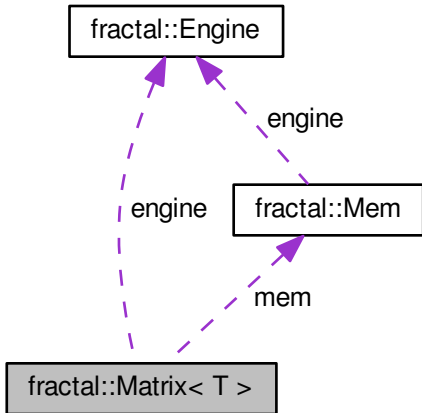 fractal::Engine
engine
fractal::Mem
engine
mem
fractal::Matrix< T >